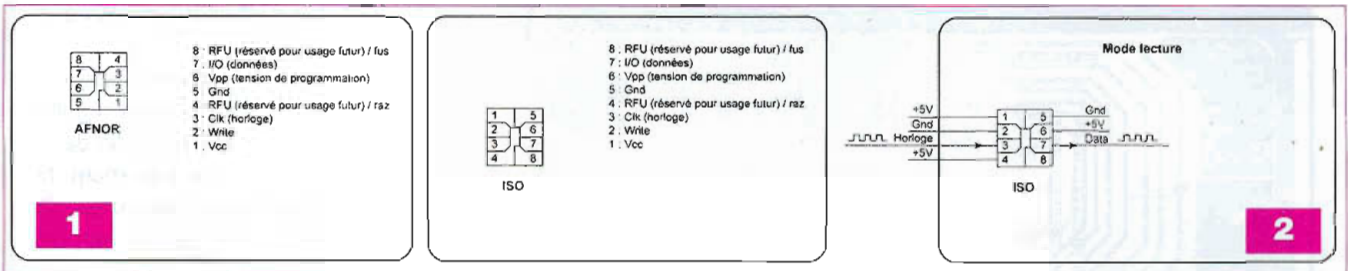 8 4
7 3
6 2
5 1
AFNOR
8 : RFU (réservé pour usage futur) / fus
7 : I/O (données)
6 Vpp (tension de programmation)
5 Gnd
4 RFU (réservé pour usage futur) / raz
3 : Clk (horloge)
2 : Write
1 . Vcc
1
1 5
2 6
3 7
4 8
ISO
8 . RFU (réservé pour usage futur) / fus
7 : I/O (données)
6 : Vpp (tension de programmation)
5 : Gnd
4 . RFU (réservé pour usage futur) / raz
3 : Clk (horloge)
2 . Write
1 : Vcc
Mode lecture
+5V 1 5 Gnd
Gnd 2 6 +5V
Horloge 3 7 Data
+5V 4 8
ISO
2